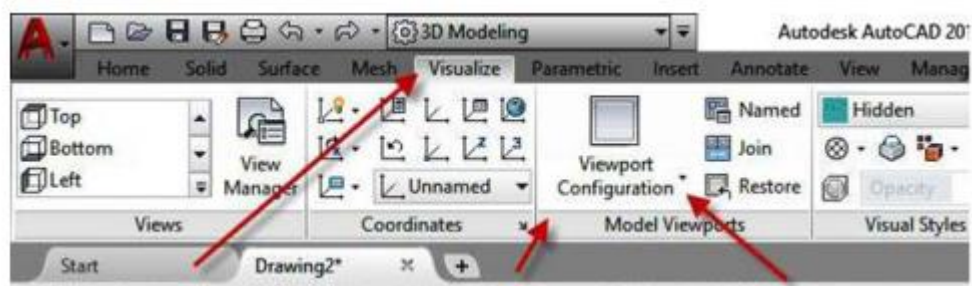 3D Modeling Autodesk AutoCAD 201
Home Solid Surface Mesh Visualize Parametric Insert Annotate View Manag
Top
Bottom
Left
View
Manager
Views
Unnamed
Coordinates
Viewport
Configuration
Named
Join
Restore
Model Viewports
Hidden
Opacity
Visual Styles
Start Drawing2*